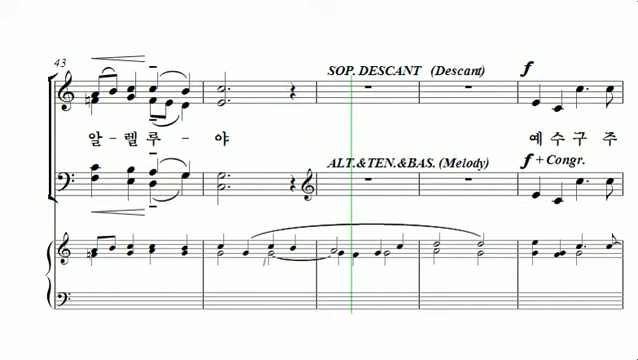 43
SOP. DESCANT (Descant) f
알-렐루-야 예수구주
ALT.&TEN.&BAS. (Melody) f + Congr.